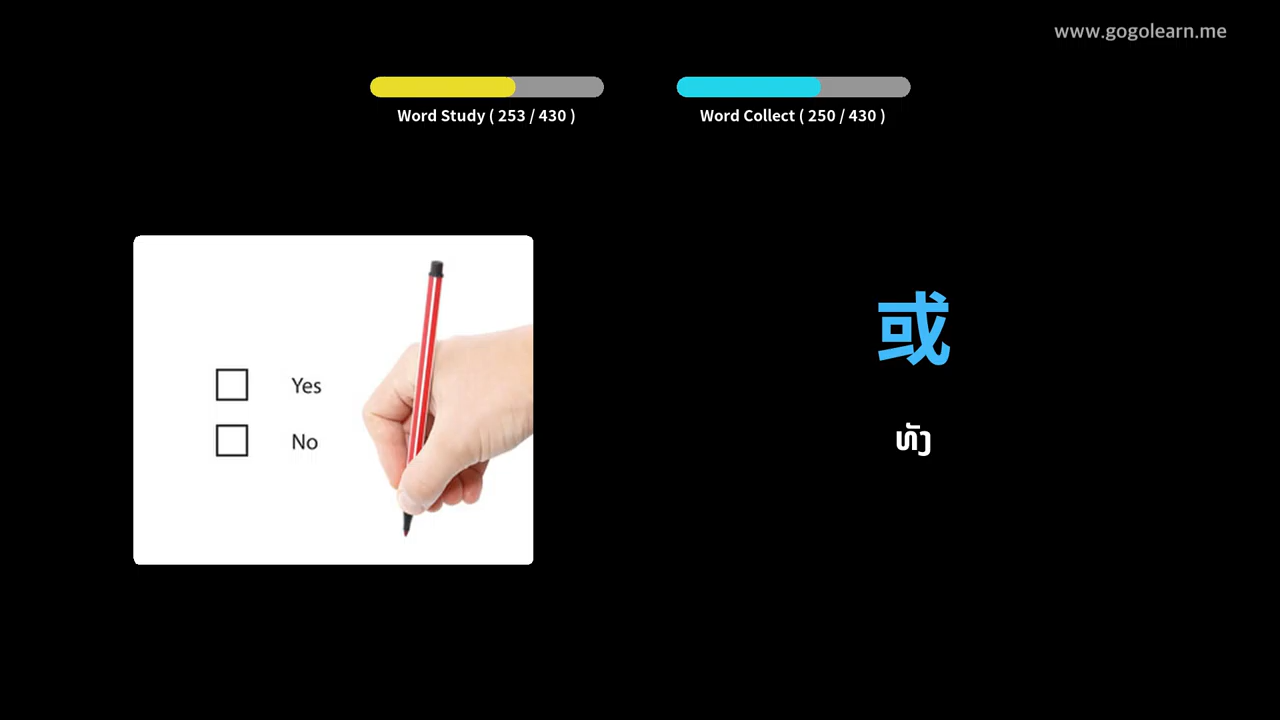 www.gogolearn.me
Word Study ( 253 / 430 )
Word Collect ( 250 / 430 )
Yes
No
或
ທັງ